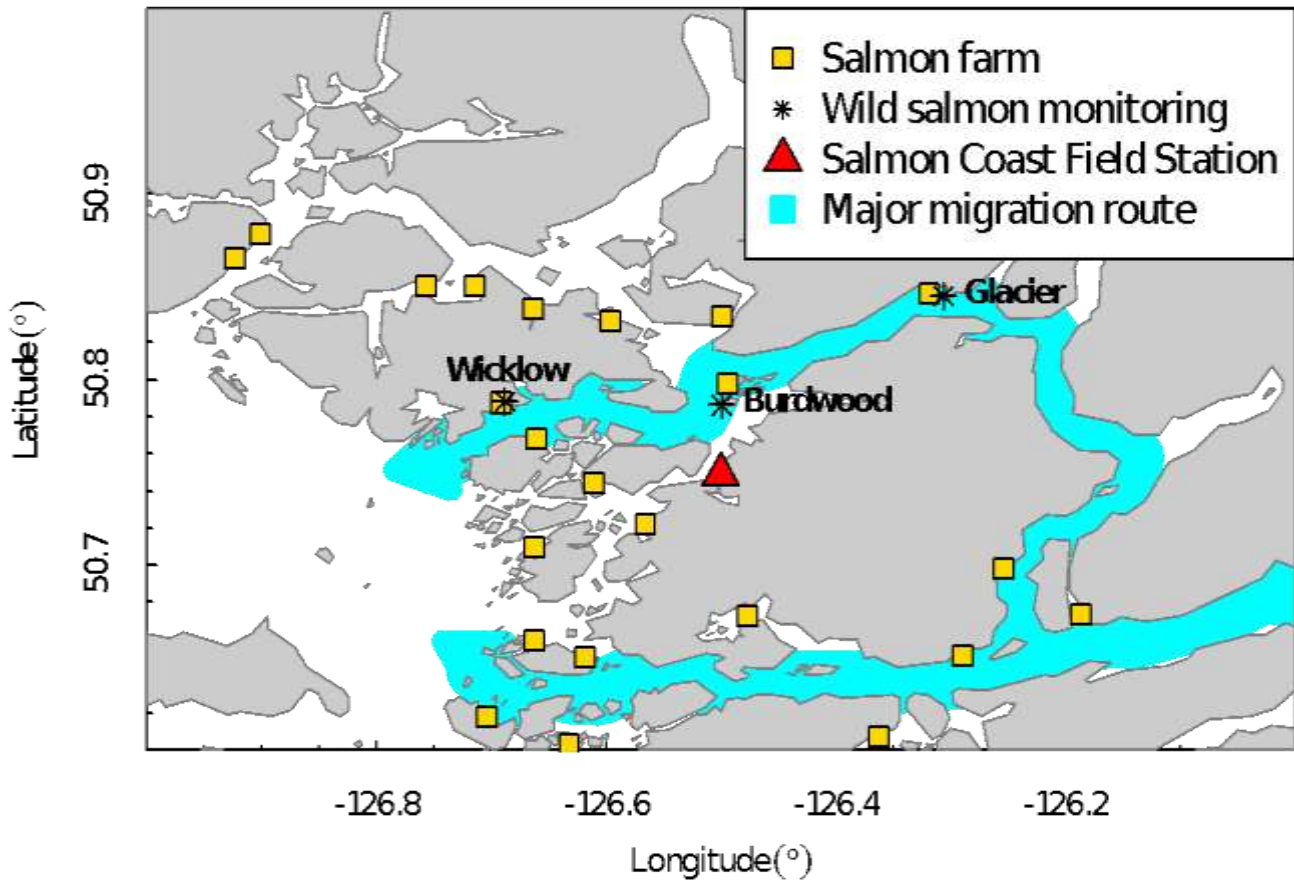 Salmon farm
Wild salmon monitoring
Salmon Coast Field Station
Major migration route
50.9
50.8
50.7
Latitude(°)
Glacier
Wicklow
Burdwood
-126.8
-126.6
-126.4
-126.2
Longitude(°)